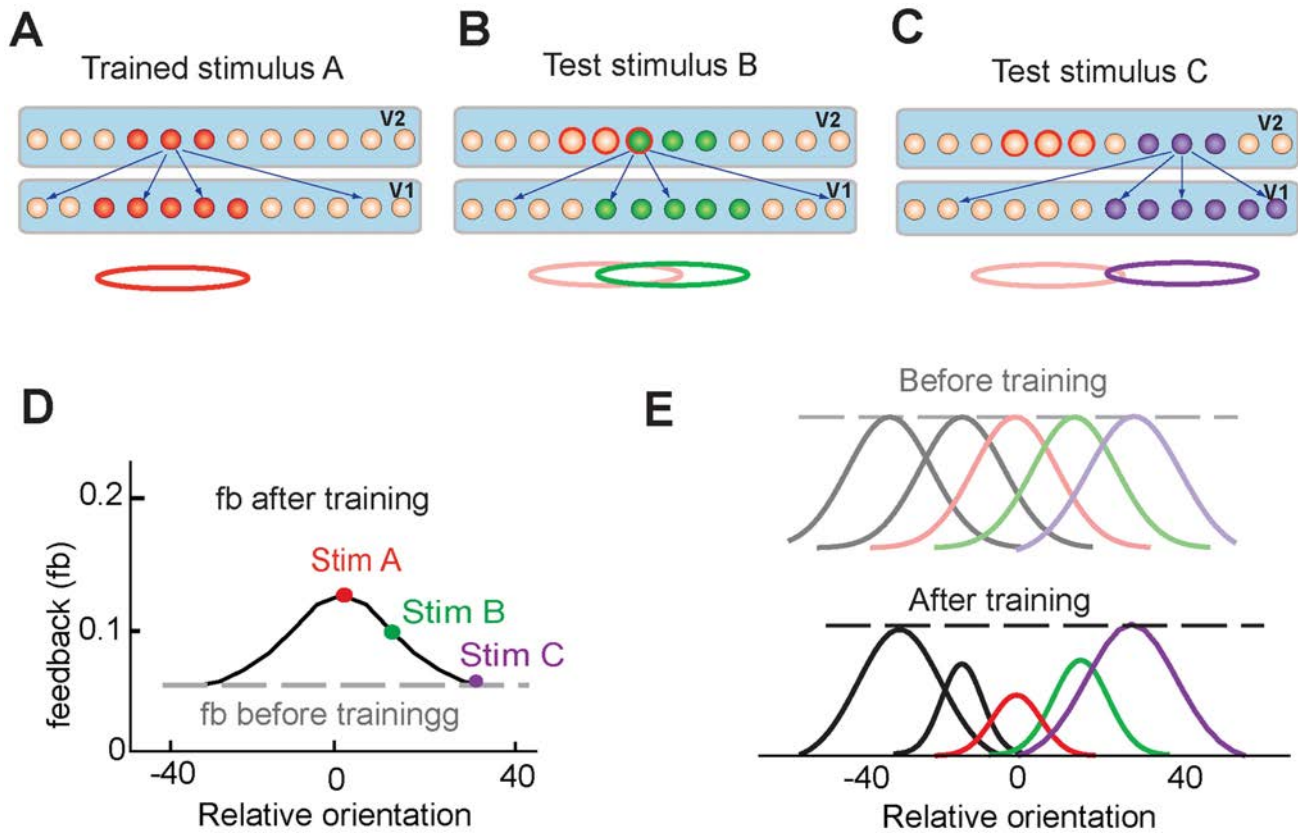 A
Trained stimulus A
V2
V1
B
Test stimulus B
V2
V1
C
Test stimulus C
V2
V1
D
feedback (fb)
0.2
0.1
0
fb after training
Stim A
Stim B
Stim C
fb before trainingg
-40
0
40
Relative orientation
E
Before training
After training
-40
0
40
Relative orientation